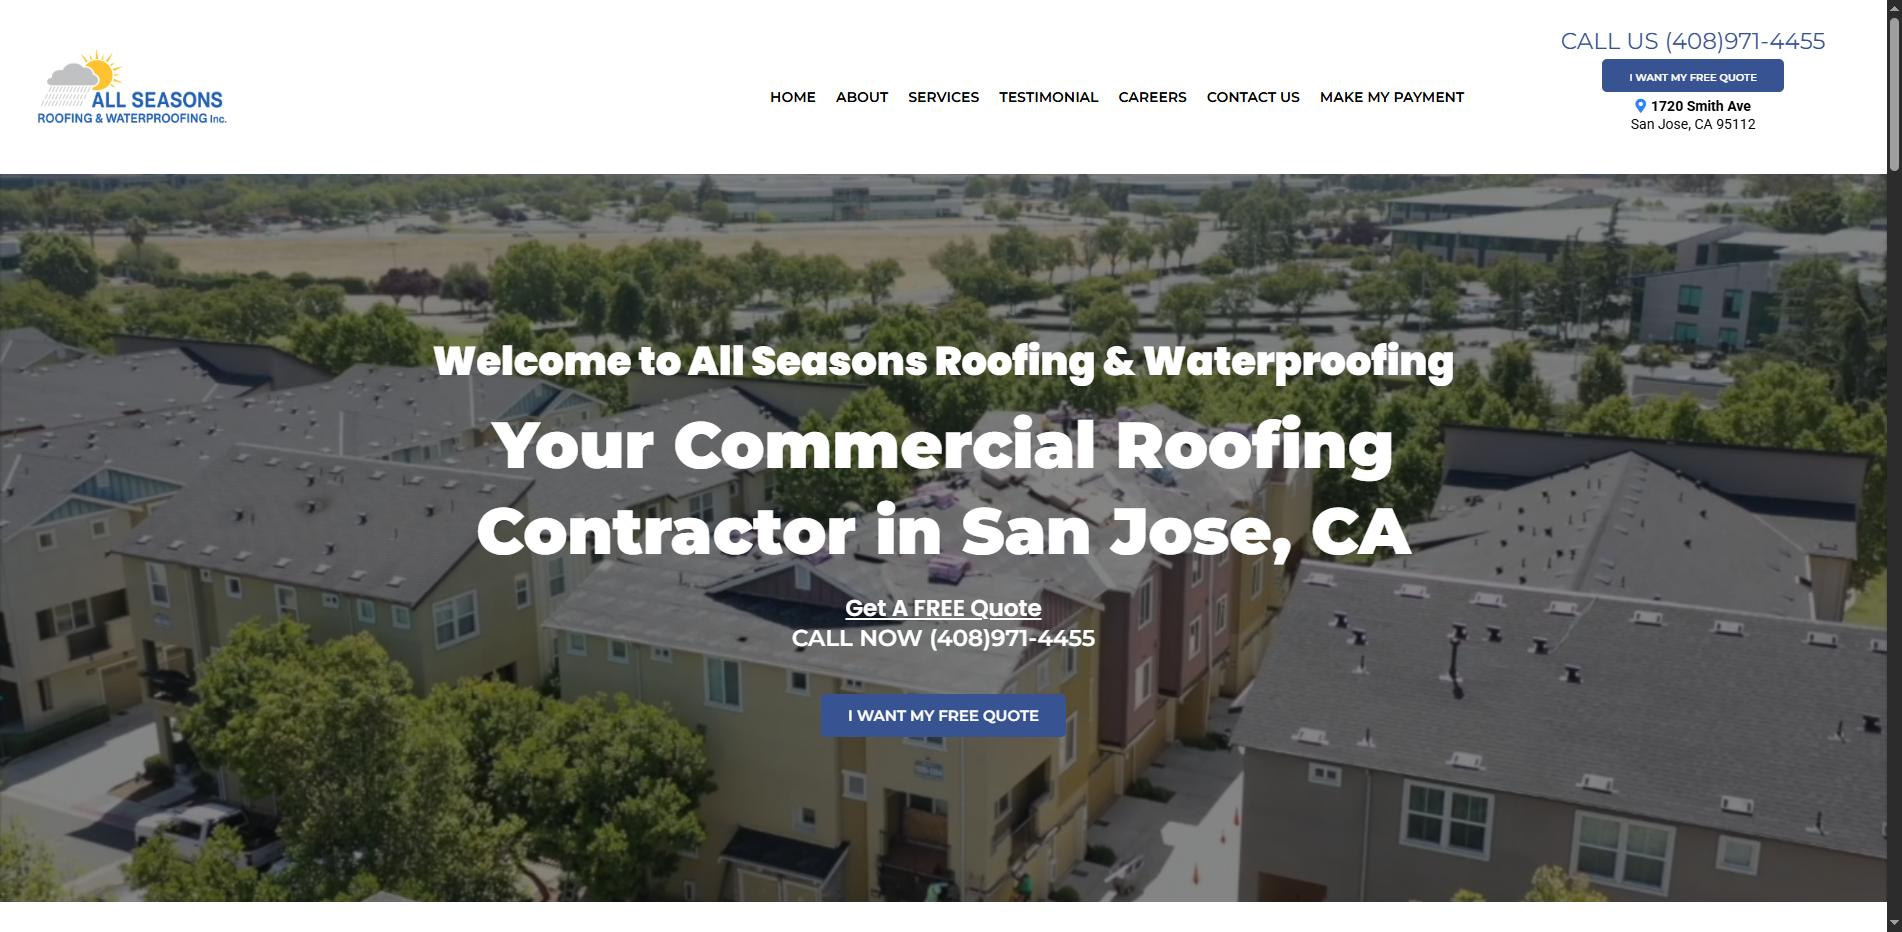 ALL SEASONS
ROOFING & WATERPROOFING Inc.
HOME ABOUT SERVICES TESTIMONIAL CAREERS CONTACT US MAKE MY PAYMENT
CALL US (408)971-4455
I WANT MY FREE QUOTE
1720 Smith Ave
San Jose, CA 95112
Welcome to All Seasons Roofing & Waterproofing
Your Commercial Roofing
Contractor in San Jose, CA
Get A FREE Quote
CALL NOW (408)971-4455
I WANT MY FREE QUOTE